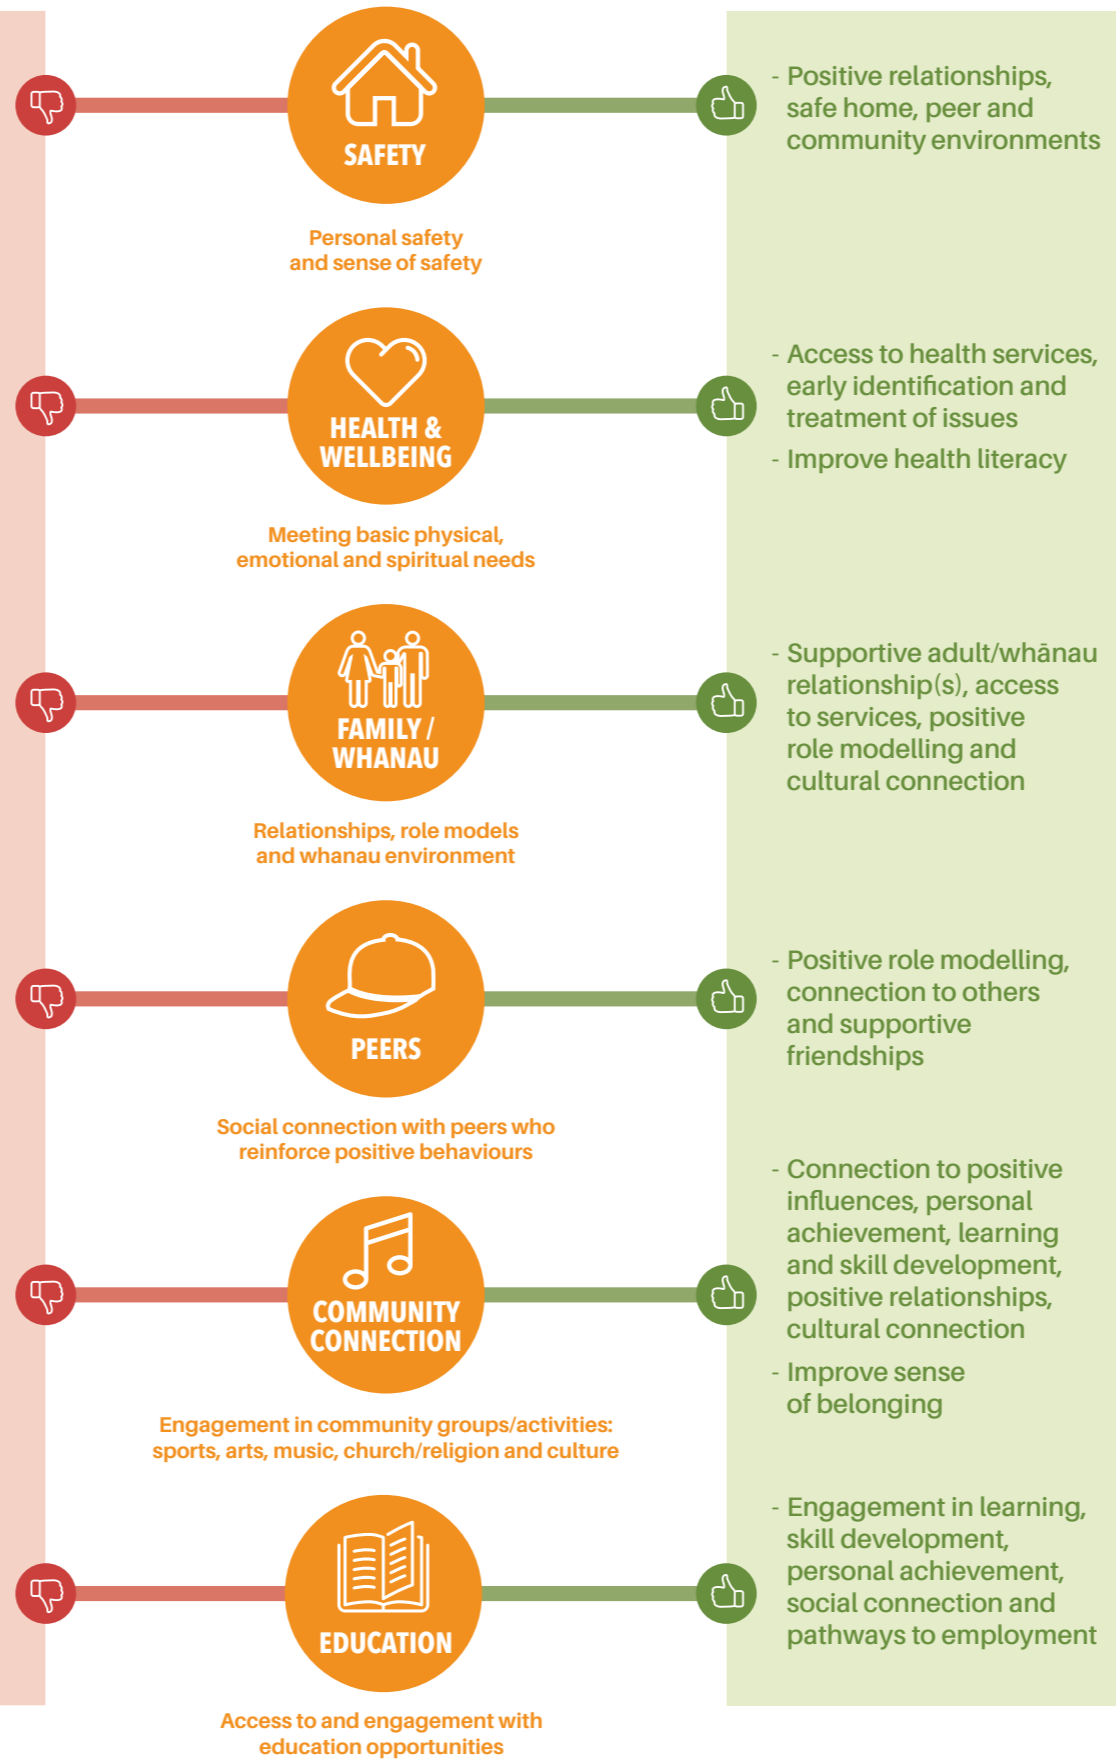 SAFETY
Personal safety
and sense of safety
- Positive relationships,
safe home, peer and
community environments
HEALTH &
WELLBEING
Meeting basic physical,
emotional and spiritual needs
- Access to health services,
early identification and
treatment of issues
- Improve health literacy
FAMILY /
WHANAU
Relationships, role models
and whanau environment
- Supportive adult/whānau
relationship(s), access
to services, positive
role modelling and
cultural connection
PEERS
Social connection with peers who
reinforce positive behaviours
- Positive role modelling,
connection to others
and supportive
friendships
COMMUNITY
CONNECTION
Engagement in community groups/activities:
sports, arts, music, church/religion and culture
- Connection to positive
influences, personal
achievement, learning
and skill development,
positive relationships,
cultural connection
- Improve sense
of belonging
EDUCATION
Access to and engagement with
education opportunities
- Engagement in learning,
skill development,
personal achievement,
social connection and
pathways to employment